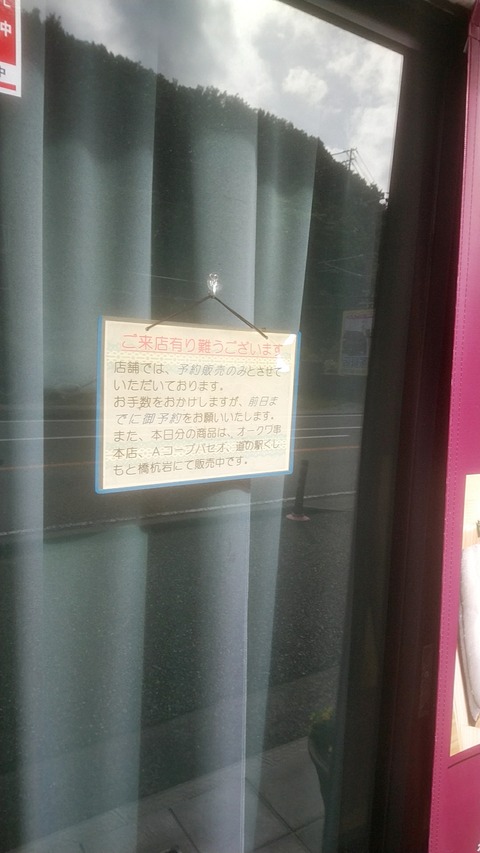 中
中
ご来店有り難うございます
店舗では、予約販売のみとさせて
いただいております。
お手数をおかけしますが、前日ま
でに御予約をお願いいたします。
また、本日分の商品は、オークワ串
本店、Aコープパセオ、道の駅くし
もと橋杭岩にて販売中です。